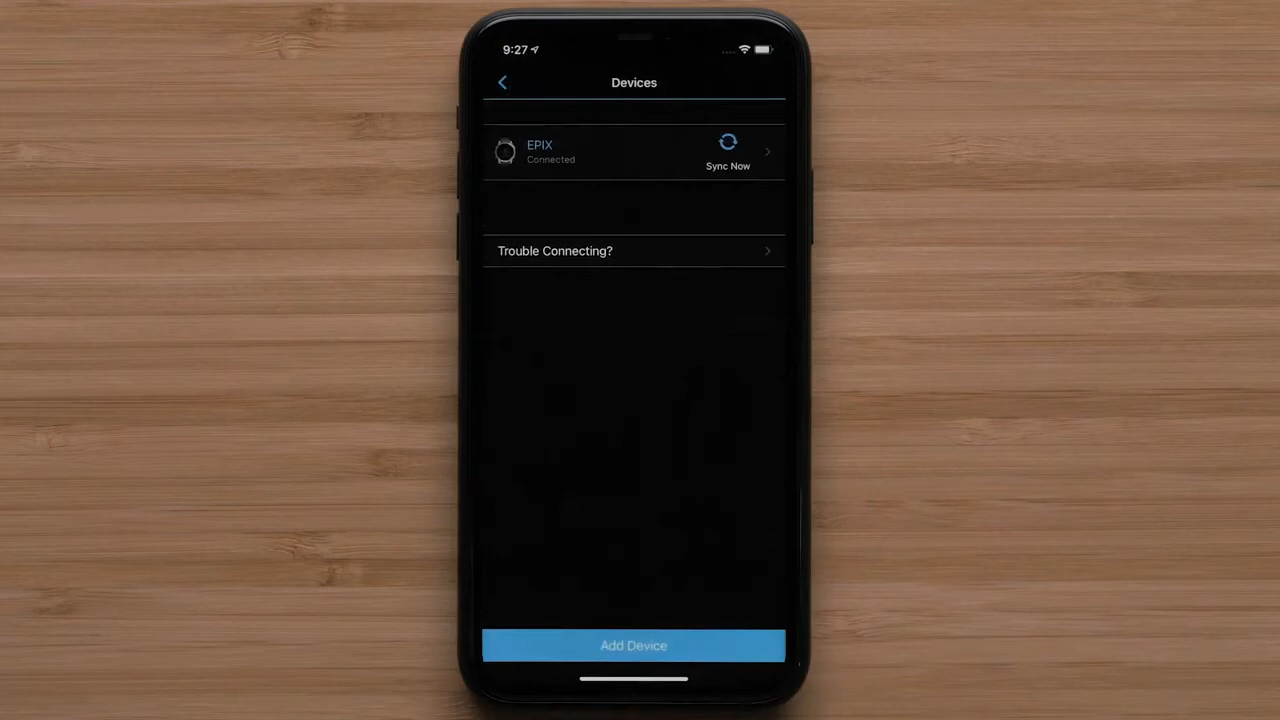 9:27
Devices
EPIX
Connected
Sync Now
Trouble Connecting?
Add Device